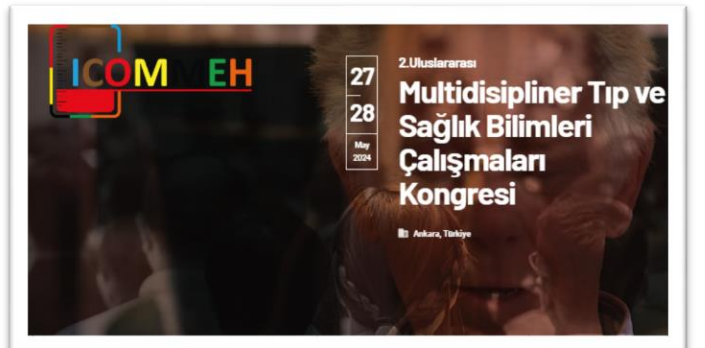 ICOMMEH
27
28
May
2024
2.Uluslararası
Multidisipliner Tıp ve
Sağlık Bilimleri
Çalışmaları
Kongresi
Ankara, Türkiye